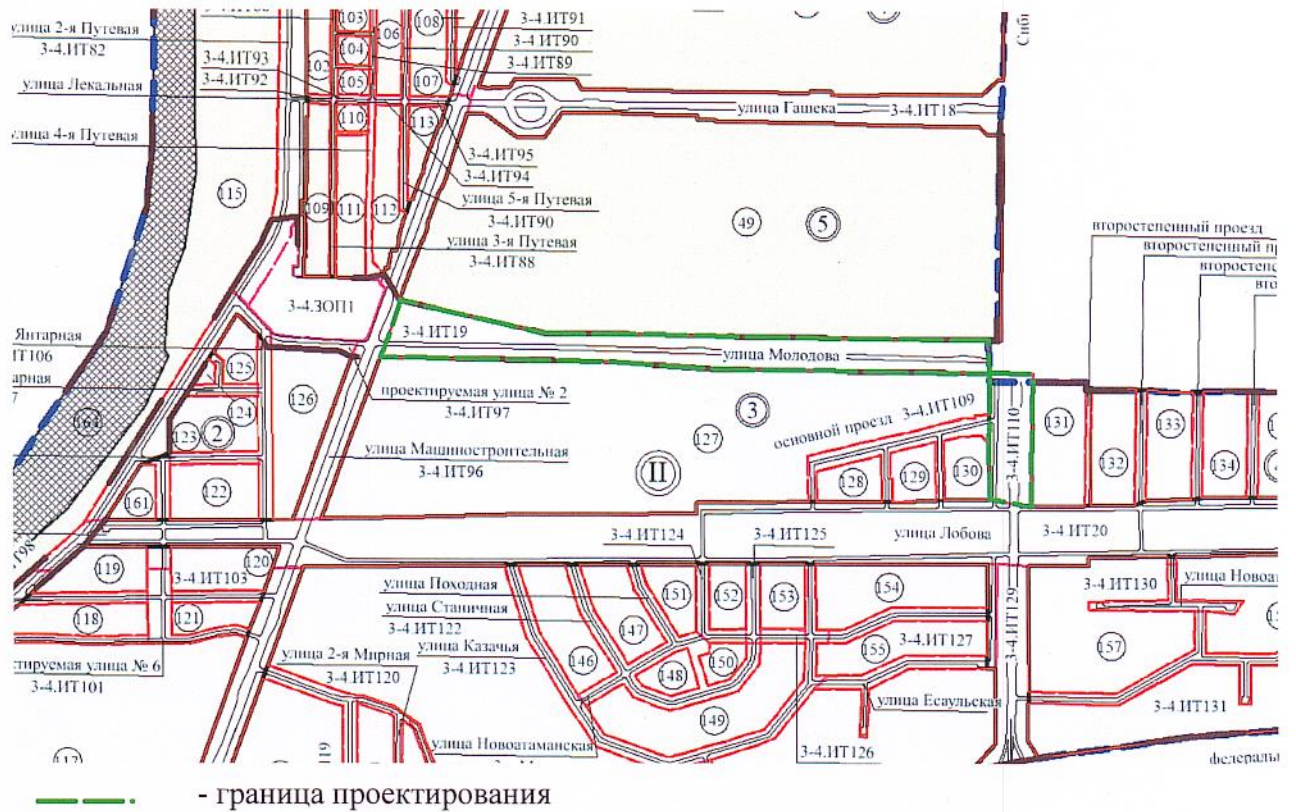 103
108
3-4.ИТ91
улица 2-я Путевая
106
3-4.ИТ90
3-4.ИТ82
3-4.ИТ93
104
3-4.ИТ89
102
3-4.ИТ92
105
107
улица Лекальная
улица Гашека
3-4.ИТ18
110
113
улица 4-я Путевая
3-4.ИТ95
3-4.ИТ94
115
улица 5-я Путевая
109
111
112
3-4.ИТ90
49
5
улица 3-я Путевая
3-4.ИТ88
второстепенный проезд
второстепенный
3-4.ЗОП1
3-4 ИТ19
Янтарная
ИТ106
улица Молодова
125
проектируемая улица № 2
3-4.ИТ97
124
126
3
123
2
127
основной проезд 3-4.ИТ109
3-4.ИТ110
131
132
133
134
улица Машиностроительная
3-4.ИТ96
II
128
129
130
161
122
3-4.ИТ124
3-4.ИТ125
улица Лобова
3-4.ИТ20
119
3-4.ИТ103
120
улица Походная
151
152
153
154
3-4.ИТ130
улица Станичная
3-4.ИТ122
118
121
147
3-4.ИТ127
3-4.ИТ129
улица Казачья
3-4 ИТ123
146
148
150
155
157
улица № 6
3-4.ИТ101
улица 2-я Мирная
3-4.ИТ120
149
улица Есаульская
3-4.ИТ131
улица Новоатаманская
3-4.ИТ126
117
- граница проектирования